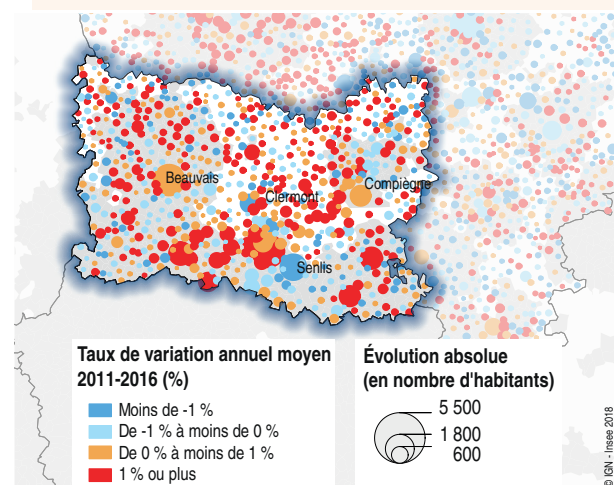 Beauvais
Clermont
Compiègne
Senlis
Taux de variation annuel moyen
2011-2016 (%)
Moins de -1 %
De -1 % à moins de 0 %
De 0 % à moins de 1 %
1 % ou plus
Évolution absolue
(en nombre d'habitants)
5 500
1 800
600
© IGN - Insee 2018